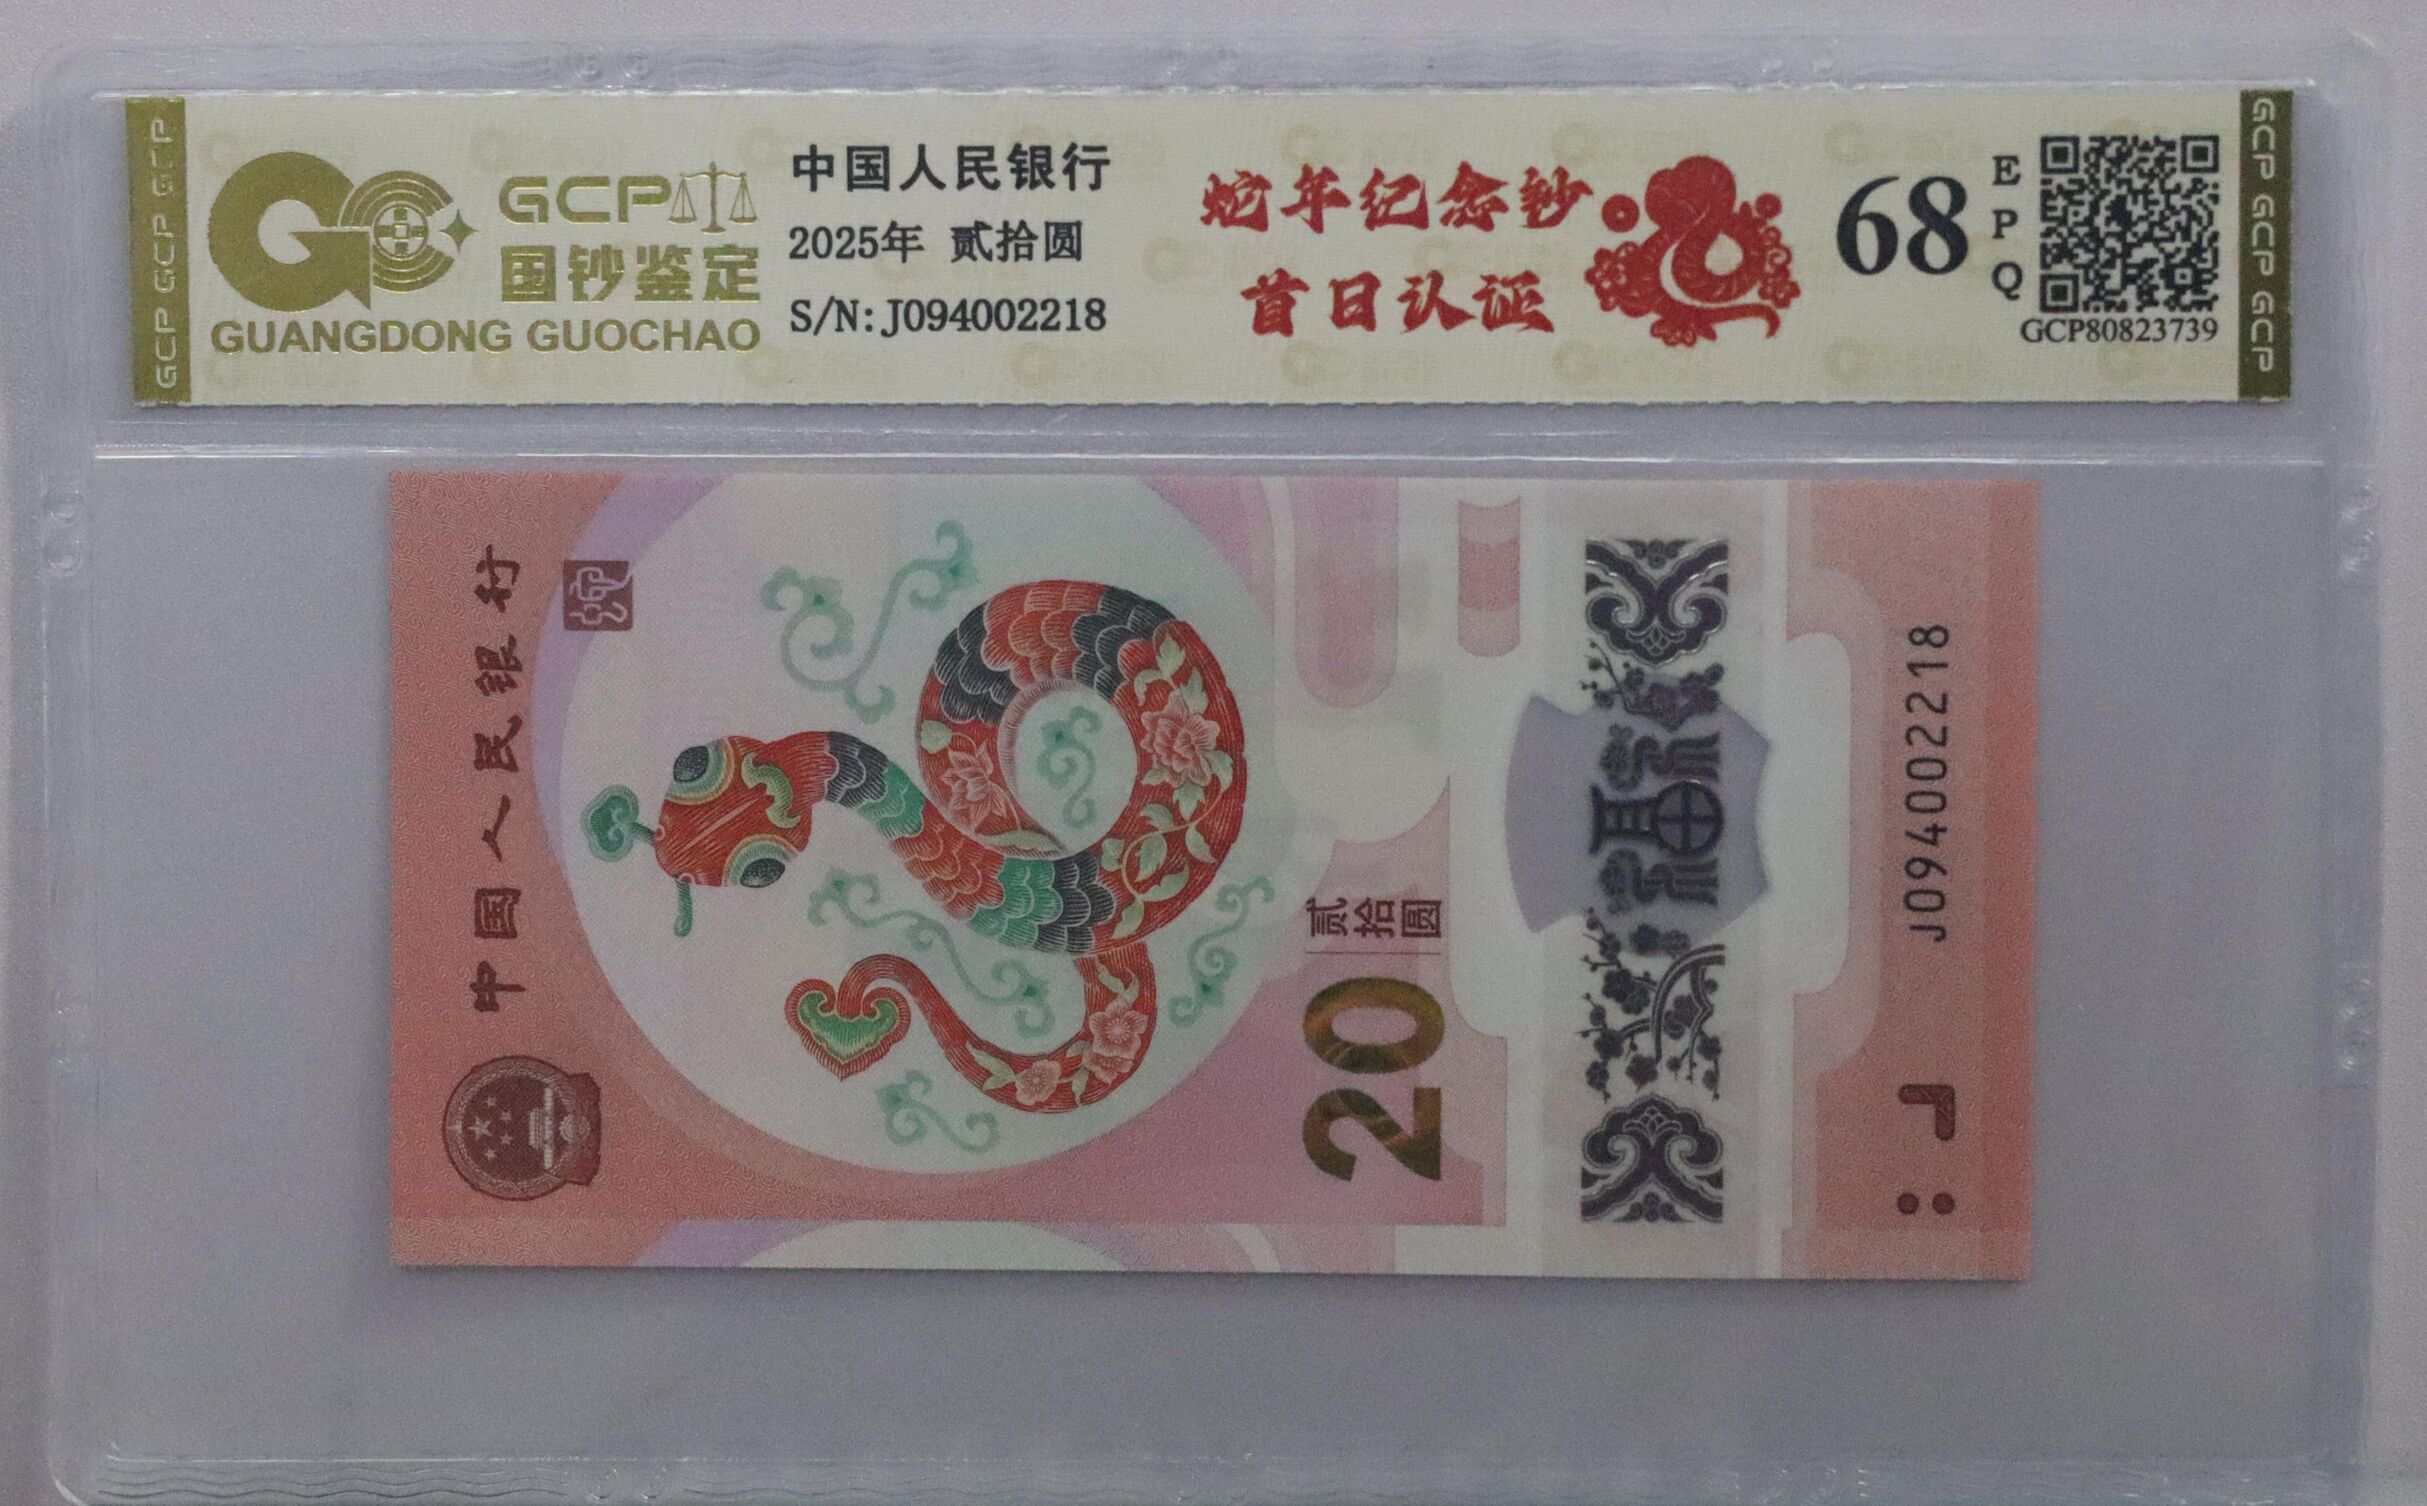 GCP GCP GCP
GCP
国钞鉴定
GUANGDONG GUOCHAO
中国人民银行
2025年 贰拾圆
S/N: J094002218
蛇年纪念钞
首日认证
68
EPQ
GCP80823739
GCP GCP GCP
中国人民银行
20
贰拾圆
福
J094002218